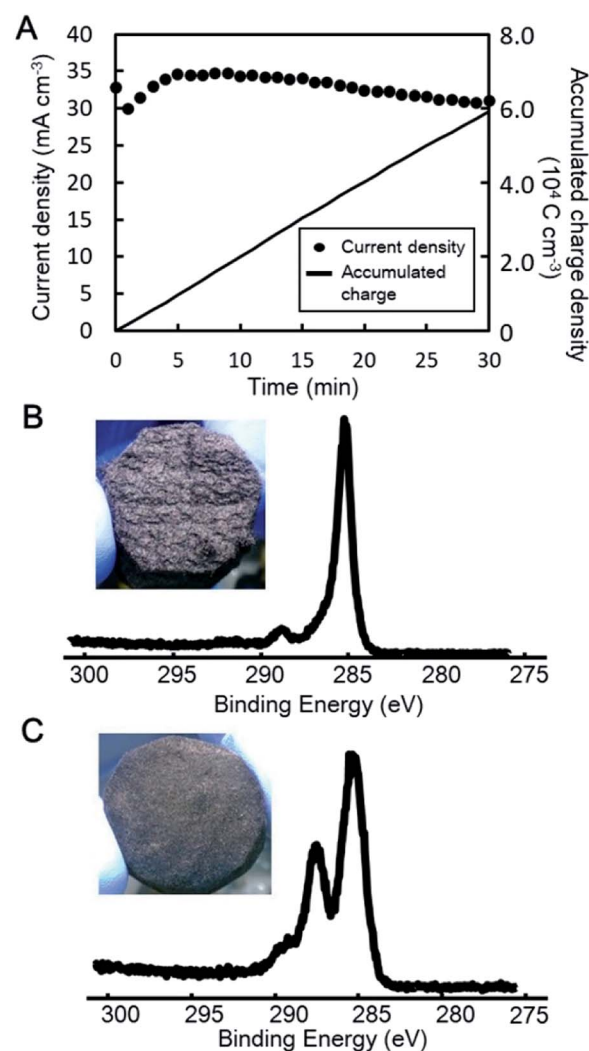 A
Current density (mA cm⁻³)
40
35
30
25
20
15
10
5
0
8.0
6.0
4.0
2.0
0
Accumulated charge density
(10⁴ C cm⁻³)
Current density
Accumulated
charge
0 5 10 15 20 25 30
Time (min)
B
300 295 290 285 280 275
Binding Energy (eV)
C
300 295 290 285 280 275
Binding Energy (eV)